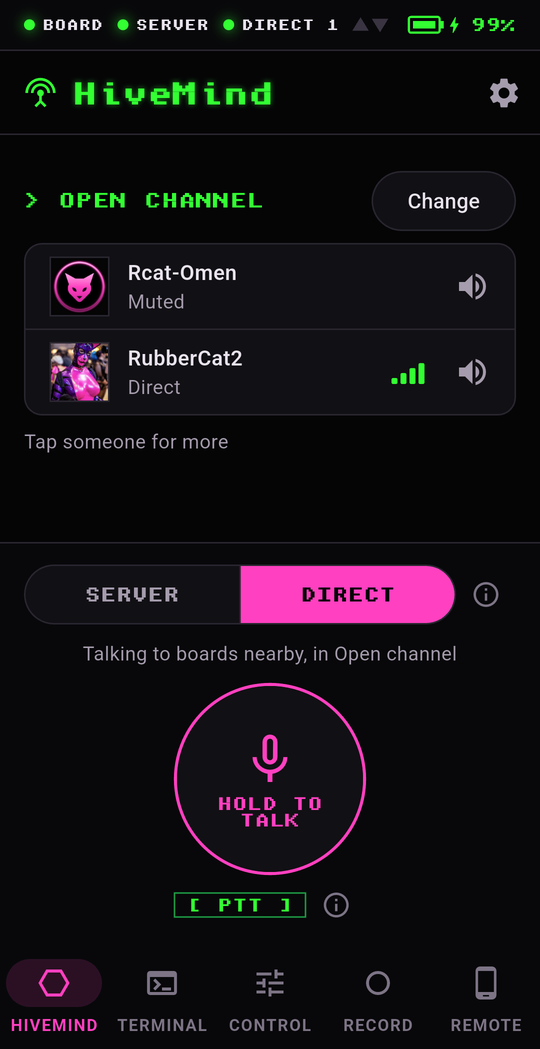 BOARD SERVER DIRECT 1 99%
HiveMind
> OPEN CHANNEL
Change
Rcat-Omen
Muted
RubberCat2
Direct
Tap someone for more
SERVER DIRECT
Talking to boards nearby, in Open channel
HOLD TO
TALK
[ PTT ]
HIVEMIND TERMINAL CONTROL RECORD REMOTE